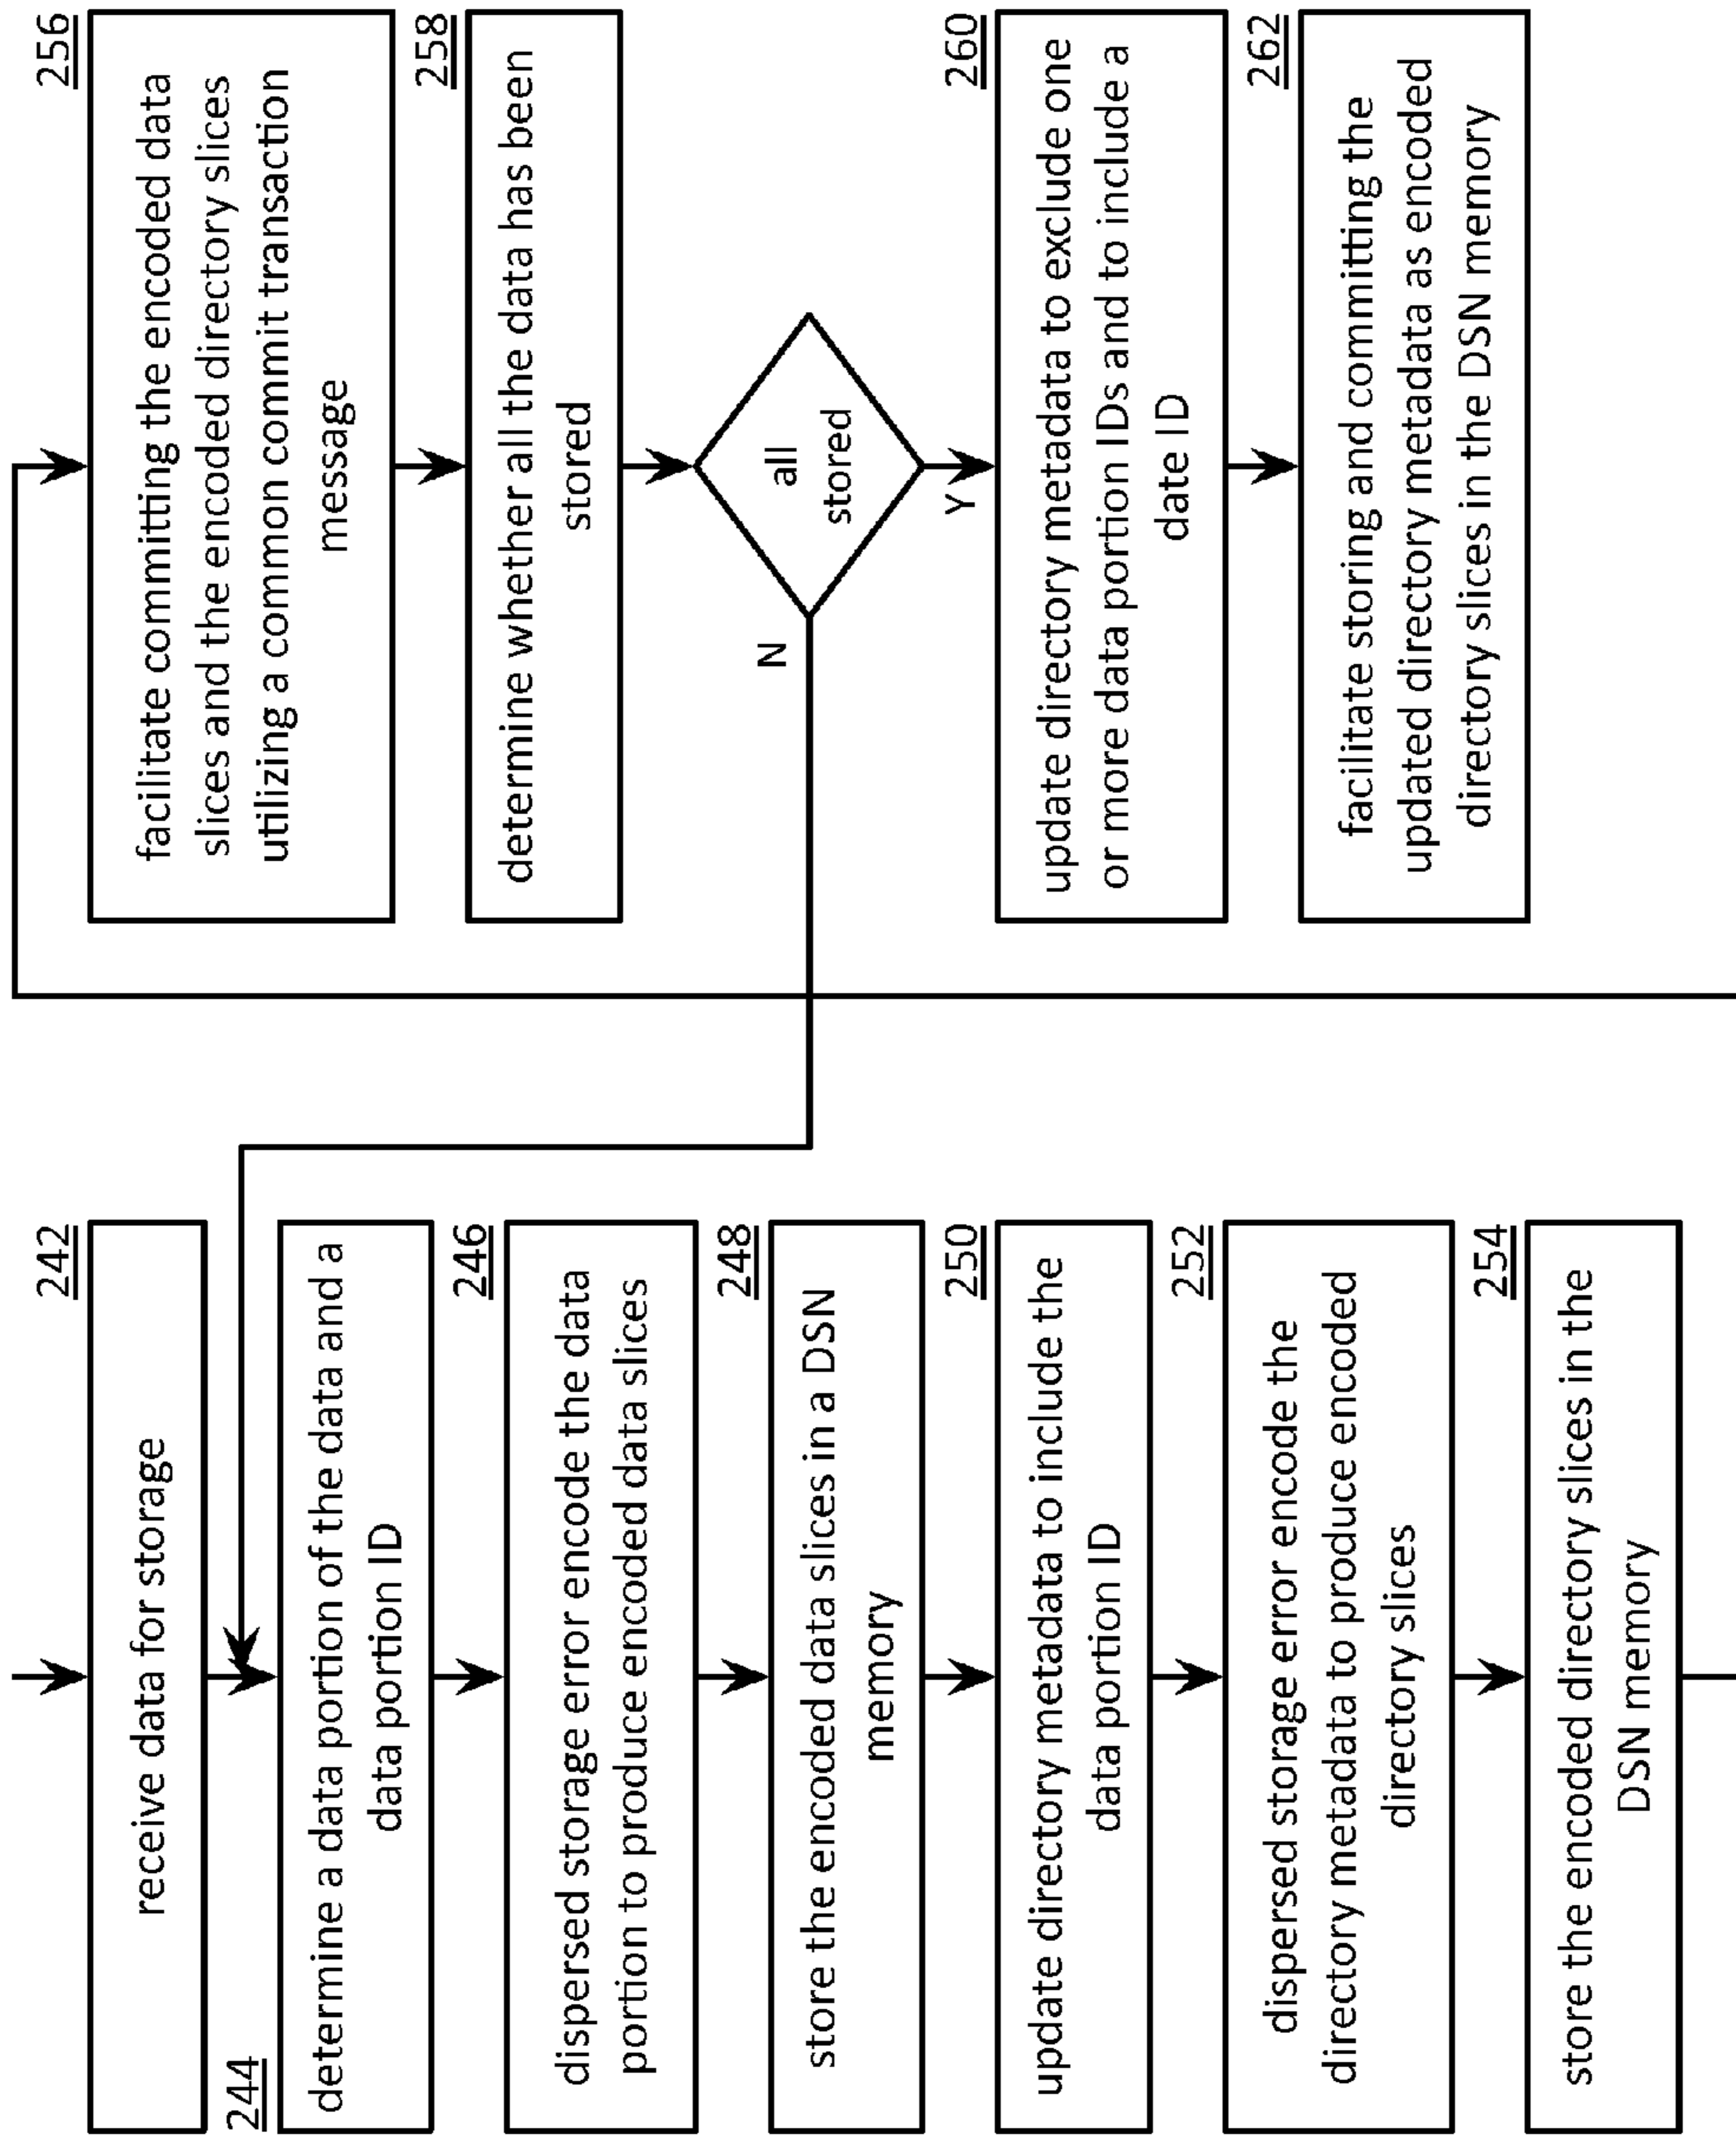 242
receive data for storage
244
determine a data portion of the data and a
data portion ID
246
dispersed storage error encode the data
portion to produce encoded data slices
248
store the encoded data slices in a DSN
memory
250
update directory metadata to include the
data portion ID
252
dispersed storage error encode the
directory metadata to produce encoded
directory slices
254
store the encoded directory slices in the
DSN memory
256
facilitate committing the encoded data
slices and the encoded directory slices
utilizing a common commit transaction
message
258
determine whether all the data has been
stored
all
stored
N
Y
260
update directory metadata to exclude one
or more data portion IDs and to include a
date ID
262
facilitate storing and committing the
updated directory metadata as encoded
directory slices in the DSN memory